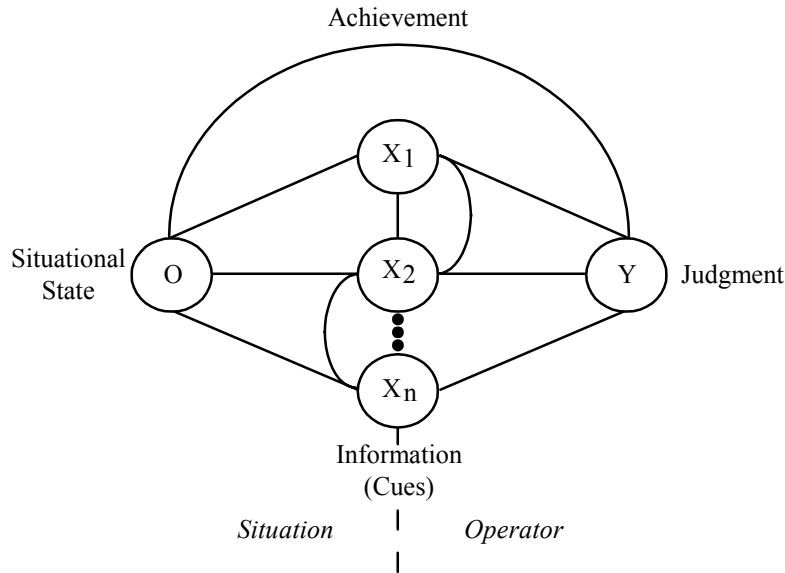 Achievement
X1
Situational
State
O
X2
Y
Judgment
Xn
Information
(Cues)
Situation
Operator